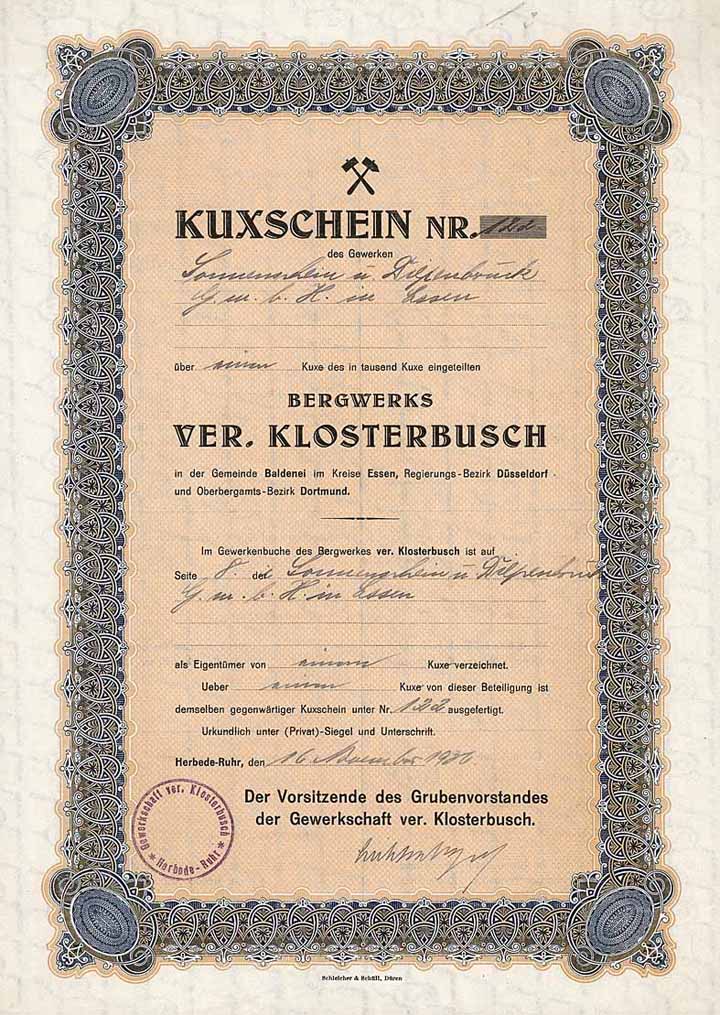 KUXSCHEIN NR. 122
des Gewerken
Sonnenschein u. Diepenbrück
G. m. b. H. in Essen
über einen Kuxe des in tausend Kuxe eingeteilten
BERGWERKS
VER. KLOSTERBUSCH
in der Gemeinde Baldenei im Kreise Essen, Regierungs-Bezirk Düsseldorf
und Oberbergamts-Bezirk Dortmund.
Im Gewerkenbuche des Bergwerkes ver. Klosterbusch ist auf
Seite 8. die Sonnenschein u. Diepenbrück
G. m. b. H. in Essen
als Eigentümer von einem Kuxe verzeichnet.
Ueber einen Kuxe von dieser Beteiligung ist
demselben gegenwärtiger Kuxschein unter Nr. 122 ausgefertigt.
Urkundlich unter (Privat)-Siegel und Unterschrift.
Herbede-Ruhr, den 16 November
Der Vorsitzende des Grubenvorstandes
der Gewerkschaft ver. Klosterbusch.
Gewerkschaft ver. Klosterbusch
* Herbede-Ruhr *
Schleicher & Schüll, Düren